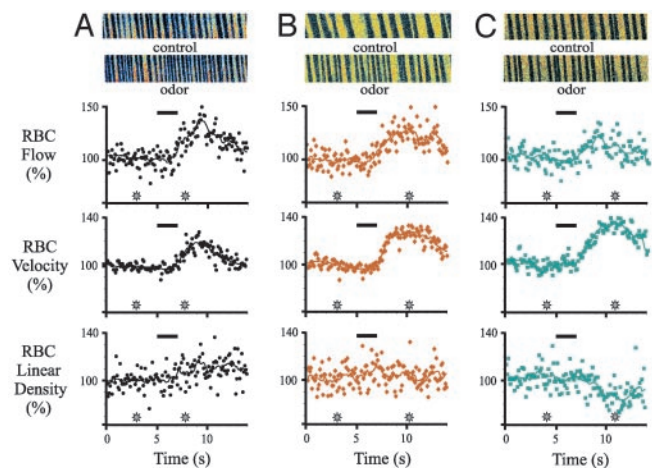 A
B
C
control
control
control
odor
odor
odor
RBC
Flow
(%)
150
100
150
100
150
100
RBC
Velocity
(%)
140
100
140
100
140
100
RBC
Linear
Density
(%)
140
100
140
100
140
100
0 5 10
0 5 10
0 5 10
Time (s)
Time (s)
Time (s)